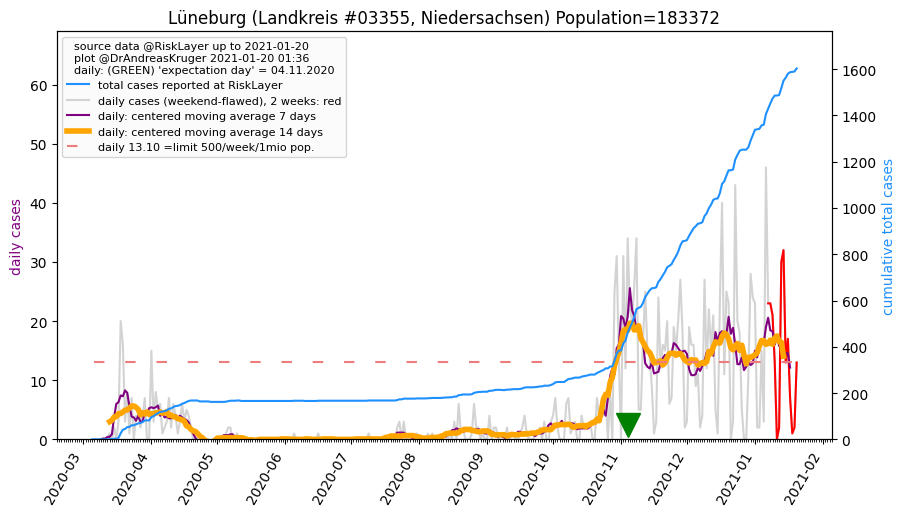 Lüneburg (Landkreis #03355, Niedersachsen) Population=183372
source data @RiskLayer up to 2021-01-20
plot @DrAndreasKruger 2021-01-20 01:36
daily: (GREEN) 'expectation day' = 04.11.2020
total cases reported at RiskLayer
daily cases (weekend-flawed), 2 weeks: red
daily: centered moving average 7 days
daily: centered moving average 14 days
daily 13.10 =limit 500/week/1mio pop.
daily cases
60
50
40
30
20
10
0
cumulative total cases
1600
1400
1200
1000
800
600
400
200
0
2020-03
2020-04
2020-05
2020-06
2020-07
2020-08
2020-09
2020-10
2020-11
2020-12
2021-01
2021-02